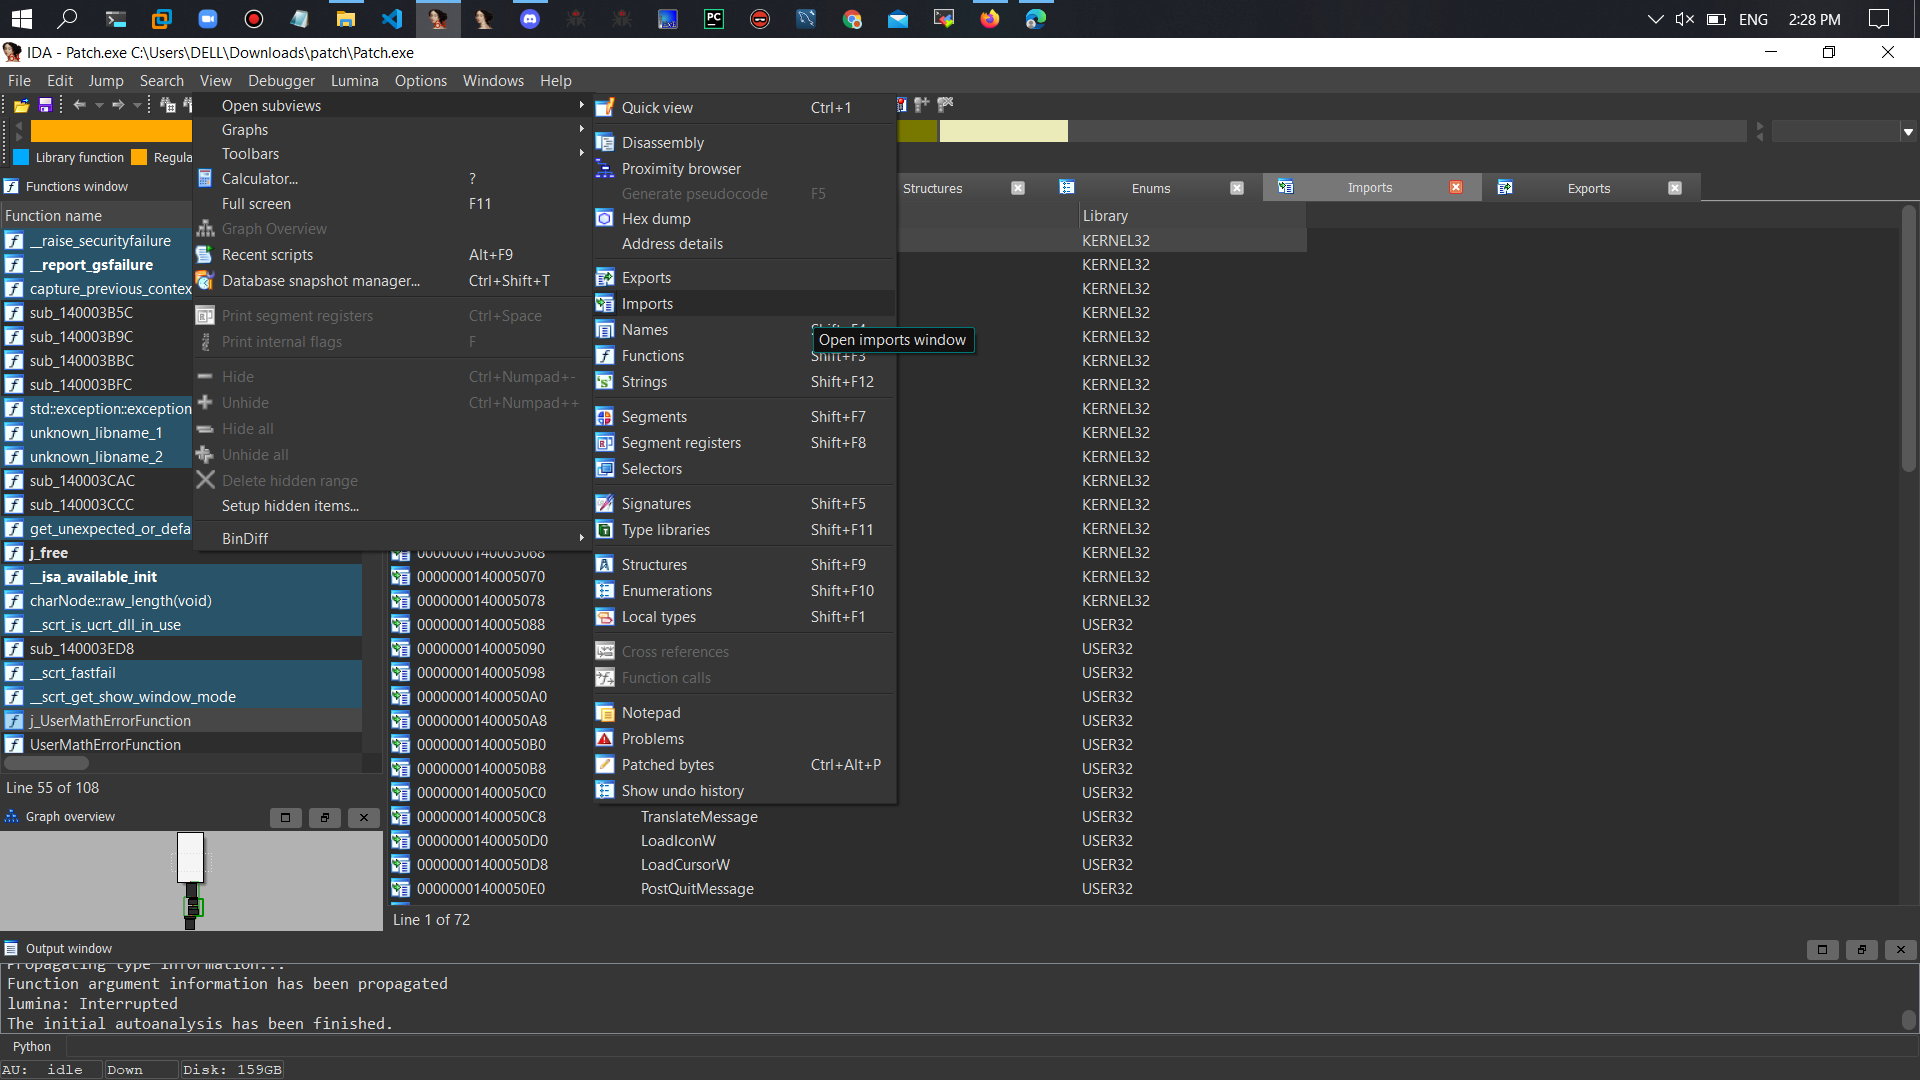 ENG
2:28 PM
IDA - Patch.exe C:\Users\DELL\Downloads\patch\Patch.exe
File Edit Jump Search View Debugger Lumina Options Windows Help
Library function
Regula
Functions window
Function name
__raise_securityfailure
__report_gsfailure
capture_previous_contex
sub_140003B5C
sub_140003B9C
sub_140003BBC
sub_140003BFC
std::exception::exception
unknown_libname_1
unknown_libname_2
sub_140003CAC
sub_140003CCC
get_unexpected_or_defa
j_free
__isa_available_init
charNode::raw_length(void)
__scrt_is_ucrt_dll_in_use
sub_140003ED8
__scrt_fastfail
__scrt_get_show_window_mode
j_UserMathErrorFunction
UserMathErrorFunction
Line 55 of 108
Graph overview
Open subviews
Graphs
Toolbars
Calculator... ?
Full screen F11
Graph Overview
Recent scripts Alt+F9
Database snapshot manager... Ctrl+Shift+T
Print segment registers Ctrl+Space
Print internal flags F
Hide Ctrl+Numpad+-
Unhide Ctrl+Numpad++
Hide all
Unhide all
Delete hidden range
Setup hidden items...
BinDiff
Quick view Ctrl+1
Disassembly
Proximity browser
Generate pseudocode F5
Hex dump
Address details
Exports
Imports
Names Shift+F4
Open imports window
Functions Shift+F3
Strings Shift+F12
Segments Shift+F7
Segment registers Shift+F8
Selectors
Signatures Shift+F5
Type libraries Shift+F11
Structures Shift+F9
Enumerations Shift+F10
Local types Shift+F1
Cross references
Function calls
Notepad
Problems
Patched bytes Ctrl+Alt+P
Show undo history
Structures
Enums
Imports
Exports
Library
KERNEL32
KERNEL32
KERNEL32
KERNEL32
KERNEL32
KERNEL32
KERNEL32
KERNEL32
KERNEL32
KERNEL32
KERNEL32
KERNEL32
KERNEL32
0000000140005068 KERNEL32
0000000140005070 KERNEL32
0000000140005078 KERNEL32
0000000140005088 USER32
0000000140005090 USER32
0000000140005098 USER32
00000001400050A0 USER32
00000001400050A8 USER32
00000001400050B0 USER32
00000001400050B8 USER32
00000001400050C0 USER32
00000001400050C8 TranslateMessage USER32
00000001400050D0 LoadIconW USER32
00000001400050D8 LoadCursorW USER32
00000001400050E0 PostQuitMessage USER32
Line 1 of 72
Output window
Propagating type information...
Function argument information has been propagated
lumina: Interrupted
The initial autoanalysis has been finished.
Python
AU: idle Down Disk: 159GB